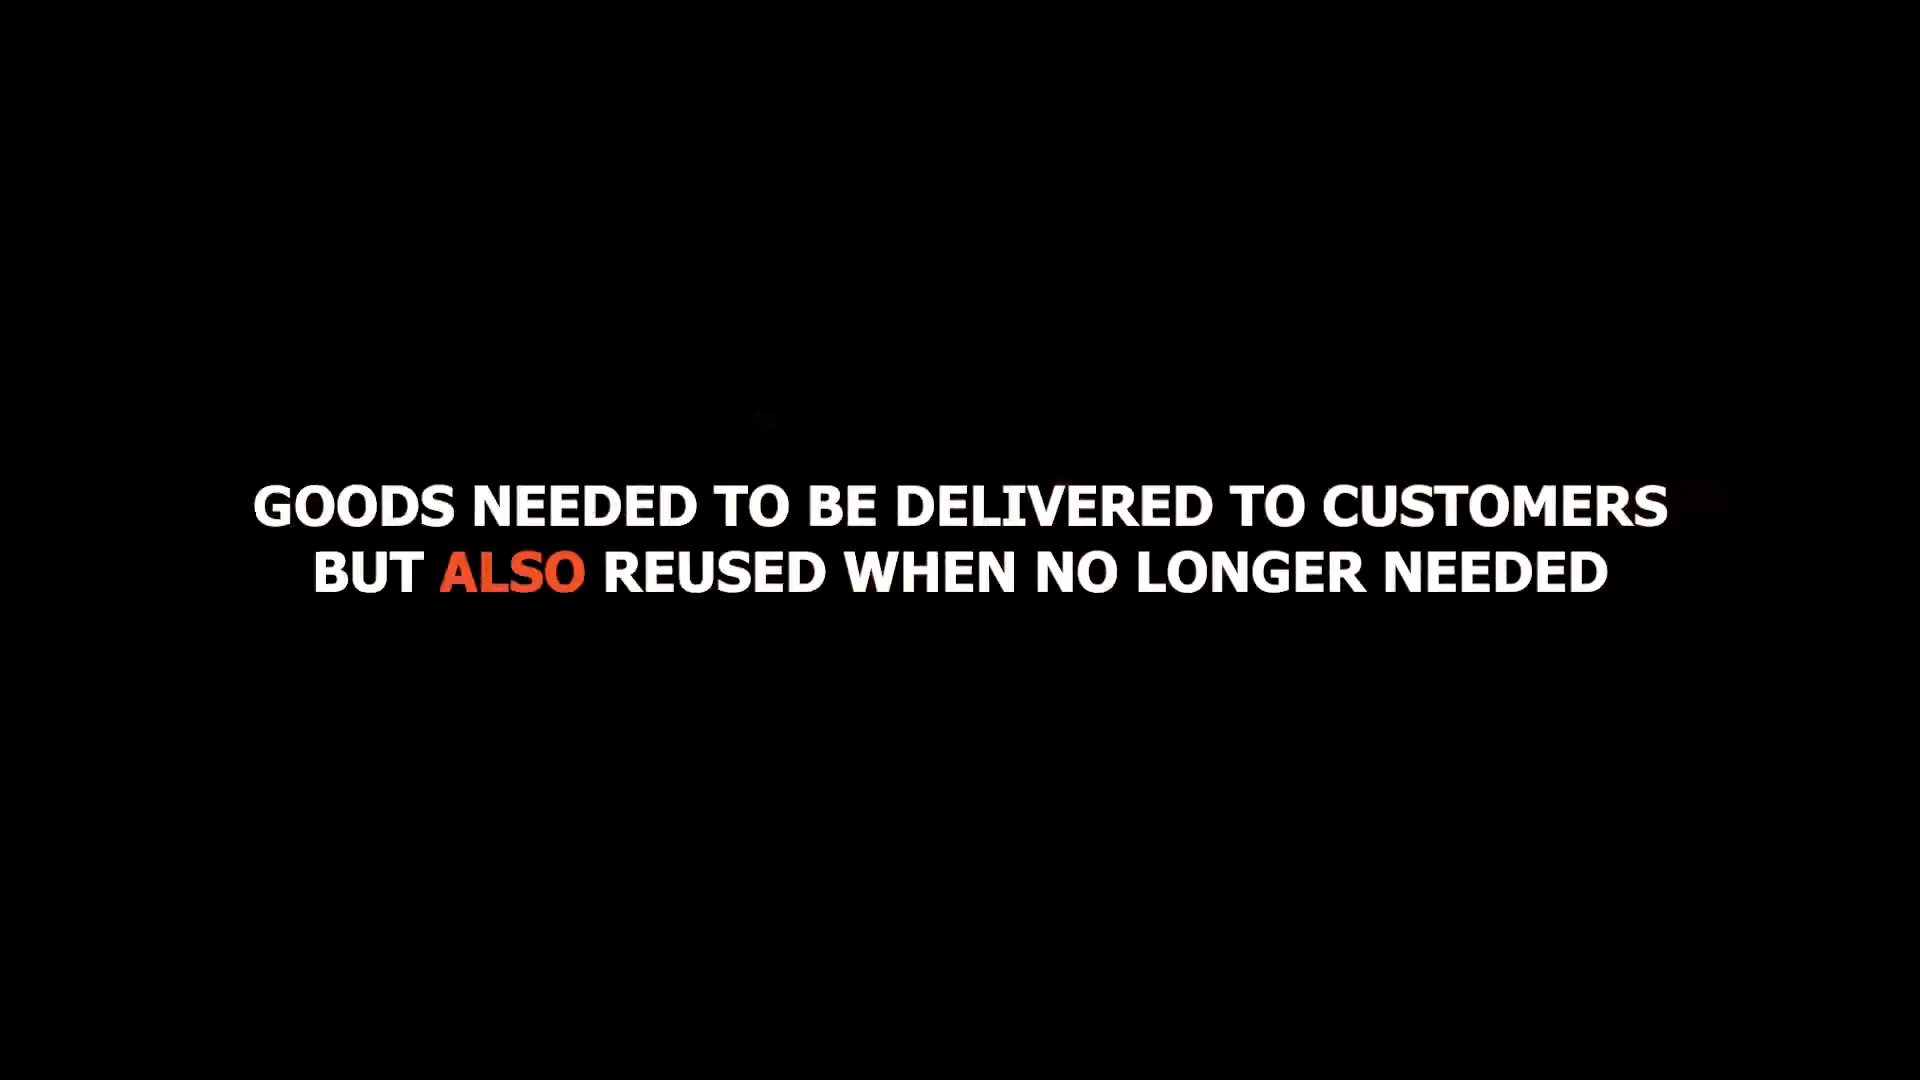 GOODS NEEDED TO BE DELIVERED TO CUSTOMERS
BUT ALSO REUSED WHEN NO LONGER NEEDED